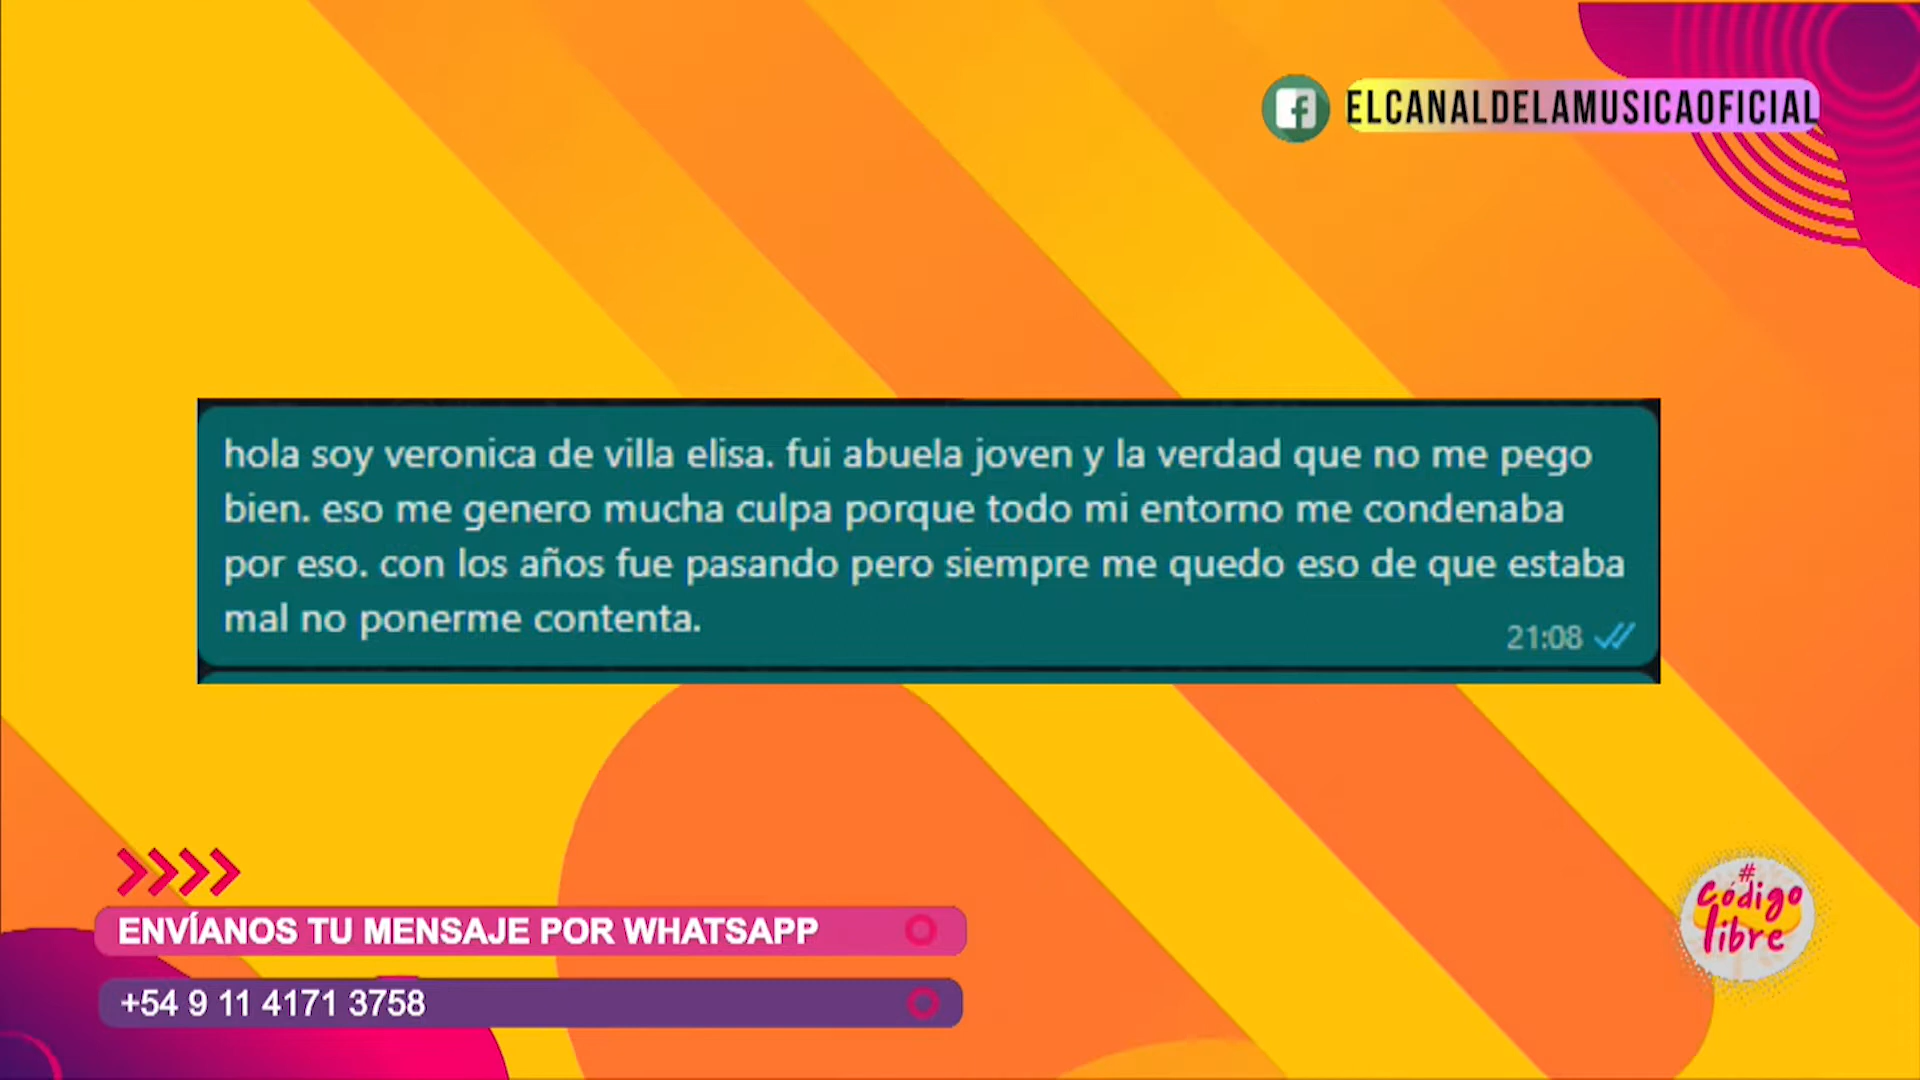 ELCANALDELAMUSICAOFICIAL
hola soy veronica de villa elisa. fui abuela joven y la verdad que no me pego
bien. eso me genero mucha culpa porque todo mi entorno me condenaba
por eso. con los años fue pasando pero siempre me quedo eso de que estaba
mal no ponerme contenta.
21:08
ENVÍANOS TU MENSAJE POR WHATSAPP
+54 9 11 4171 3758
#
Código
libre